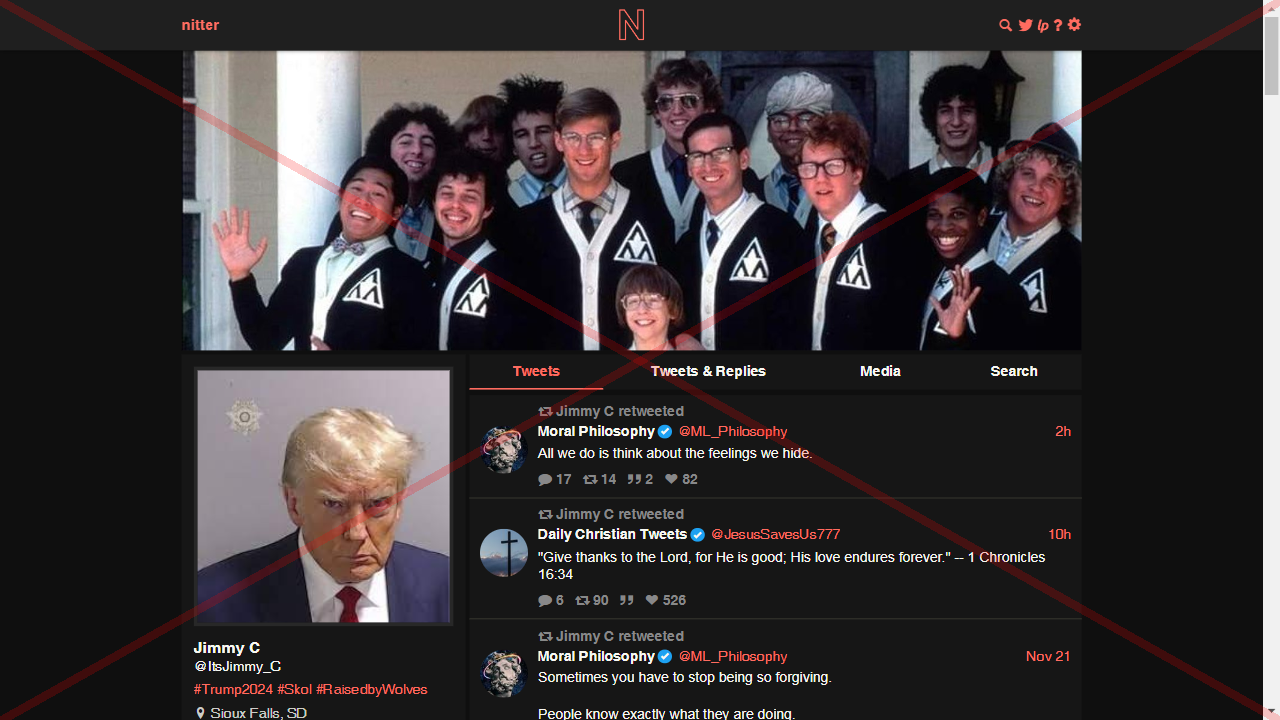 nitter
N
lp ?
Tweets
Tweets & Replies
Media
Search
Jimmy C retweeted
Moral Philosophy @ML_Philosophy 2h
All we do is think about the feelings we hide.
17 14 2 82
Jimmy C retweeted
Daily Christian Tweets @JesusSavesUs777 10h
"Give thanks to the Lord, for He is good; His love endures forever." -- 1 Chronicles
16:34
6 90 526
Jimmy C retweeted
Moral Philosophy @ML_Philosophy Nov 21
Sometimes you have to stop being so forgiving.
People know exactly what they are doing.
Jimmy C
@ItsJimmy_C
#Trump2024 #Skol #RaisedbyWolves
Sioux Falls, SD